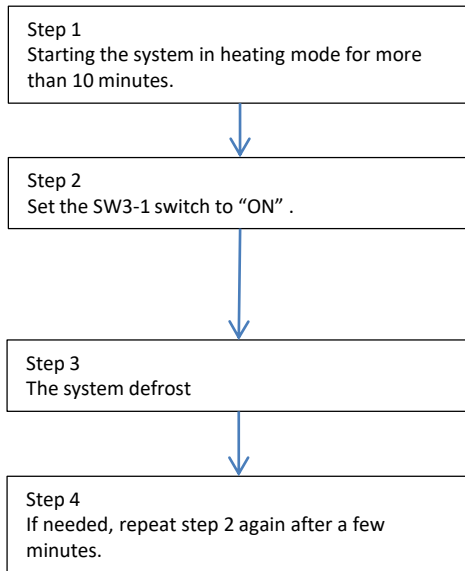 Step 1
Starting the system in heating mode for more
than 10 minutes.
Step 2
Set the SW3-1 switch to “ON” .
Step 3
The system defrost
Step 4
If needed, repeat step 2 again after a few
minutes.